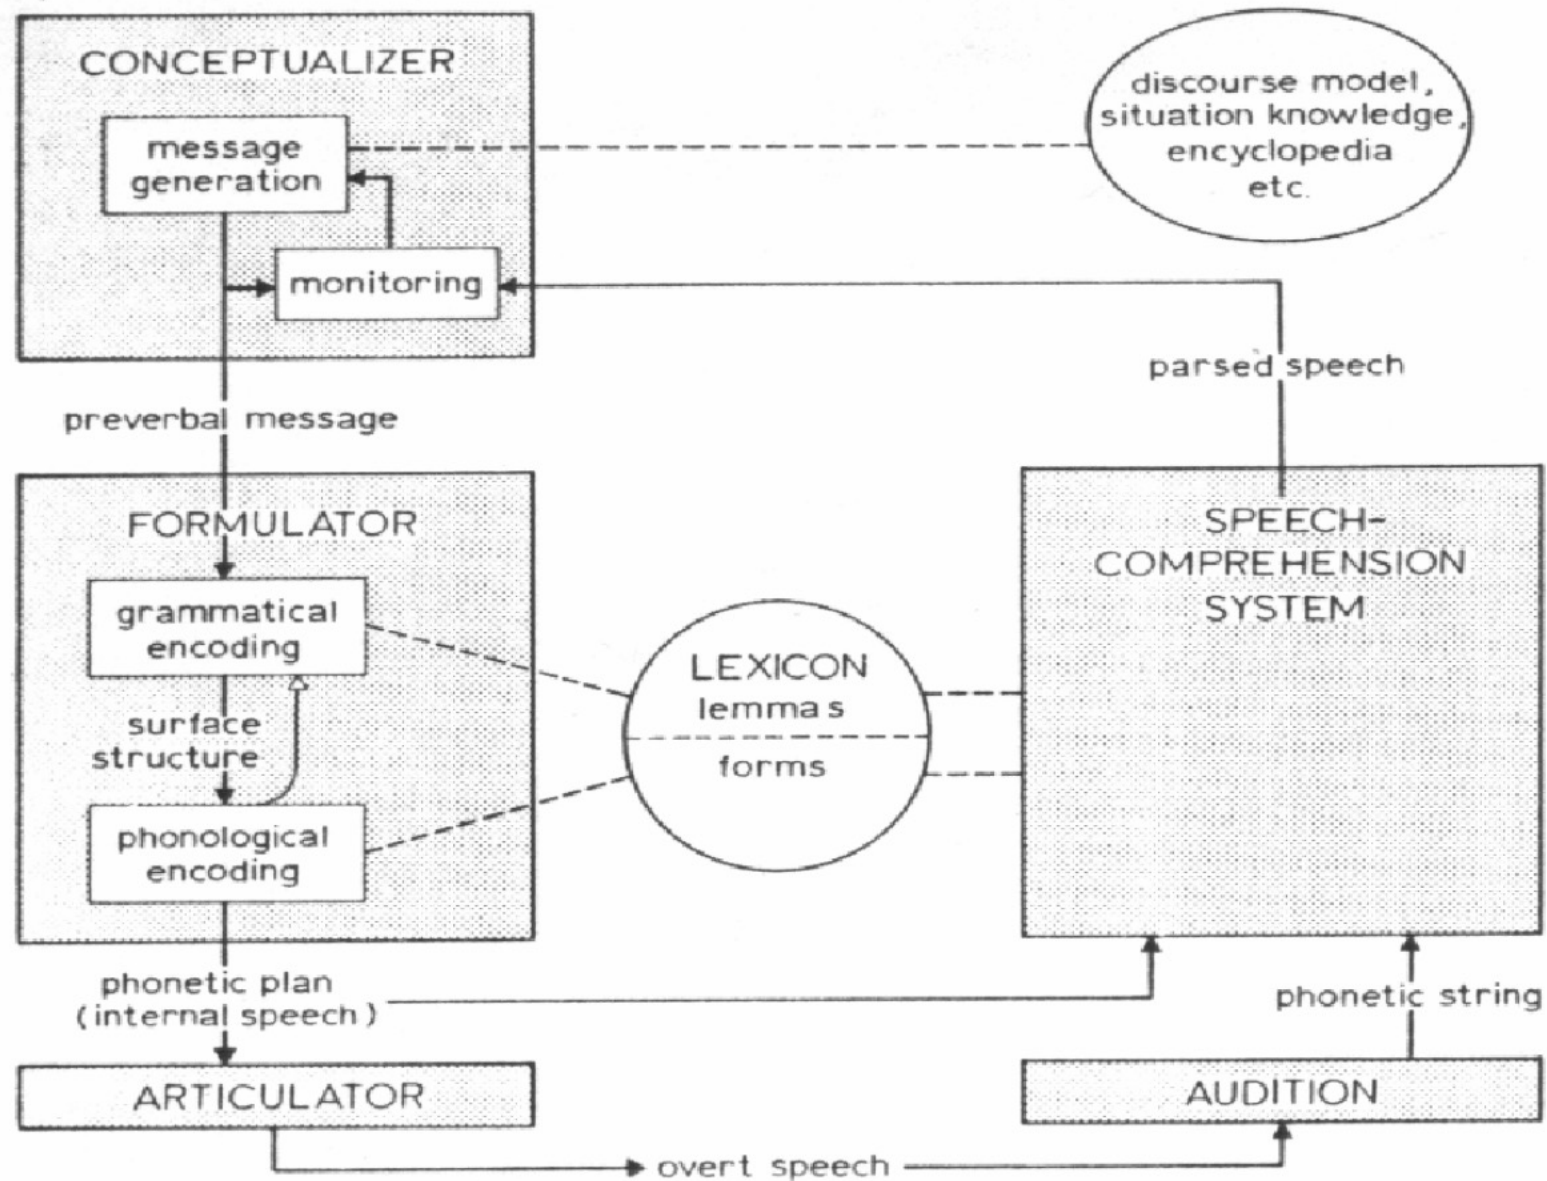 CONCEPTUALIZER
message
generation
monitoring
discourse model,
situation knowledge,
encyclopedia
etc.
parsed speech
preverbal message
FORMULATOR
grammatical
encoding
surface
structure
phonological
encoding
LEXICON
lemmas
forms
SPEECH-
COMPREHENSION
SYSTEM
phonetic plan
(internal speech)
phonetic string
ARTICULATOR
AUDITION
overt speech